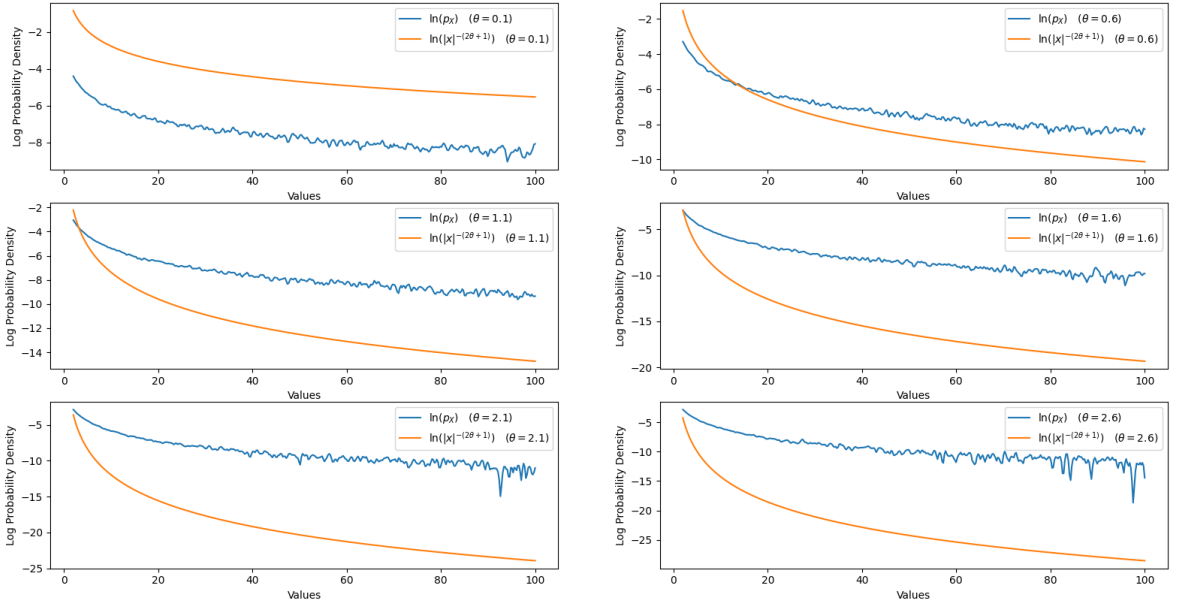 Log Probability Density
−2
−4
−6
−8
0 20 40 60 80 100
Values
ln(p_X) (θ = 0.1)
ln(|x|^{−(2θ+1)}) (θ = 0.1)
Log Probability Density
−2
−4
−6
−8
−10
0 20 40 60 80 100
Values
ln(p_X) (θ = 0.6)
ln(|x|^{−(2θ+1)}) (θ = 0.6)
Log Probability Density
−2
−4
−6
−8
−10
−12
−14
0 20 40 60 80 100
Values
ln(p_X) (θ = 1.1)
ln(|x|^{−(2θ+1)}) (θ = 1.1)
Log Probability Density
−5
−10
−15
−20
0 20 40 60 80 100
Values
ln(p_X) (θ = 1.6)
ln(|x|^{−(2θ+1)}) (θ = 1.6)
Log Probability Density
−5
−10
−15
−20
−25
0 20 40 60 80 100
Values
ln(p_X) (θ = 2.1)
ln(|x|^{−(2θ+1)}) (θ = 2.1)
Log Probability Density
−5
−10
−15
−20
−25
0 20 40 60 80 100
Values
ln(p_X) (θ = 2.6)
ln(|x|^{−(2θ+1)}) (θ = 2.6)